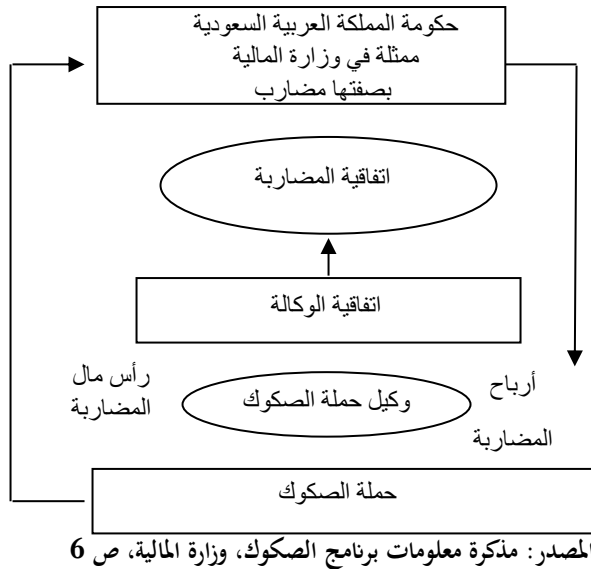 حكومة المملكة العربية السعودية
ممثلة في وزارة المالية
بصفتها مضارب
اتفاقية المضاربة
اتفاقية الوكالة
رأس مال
المضاربة
وكيل حملة الصكوك
أرباح
المضاربة
حملة الصكوك
المصدر: مذكرة معلومات برنامج الصكوك، وزارة المالية، ص 6